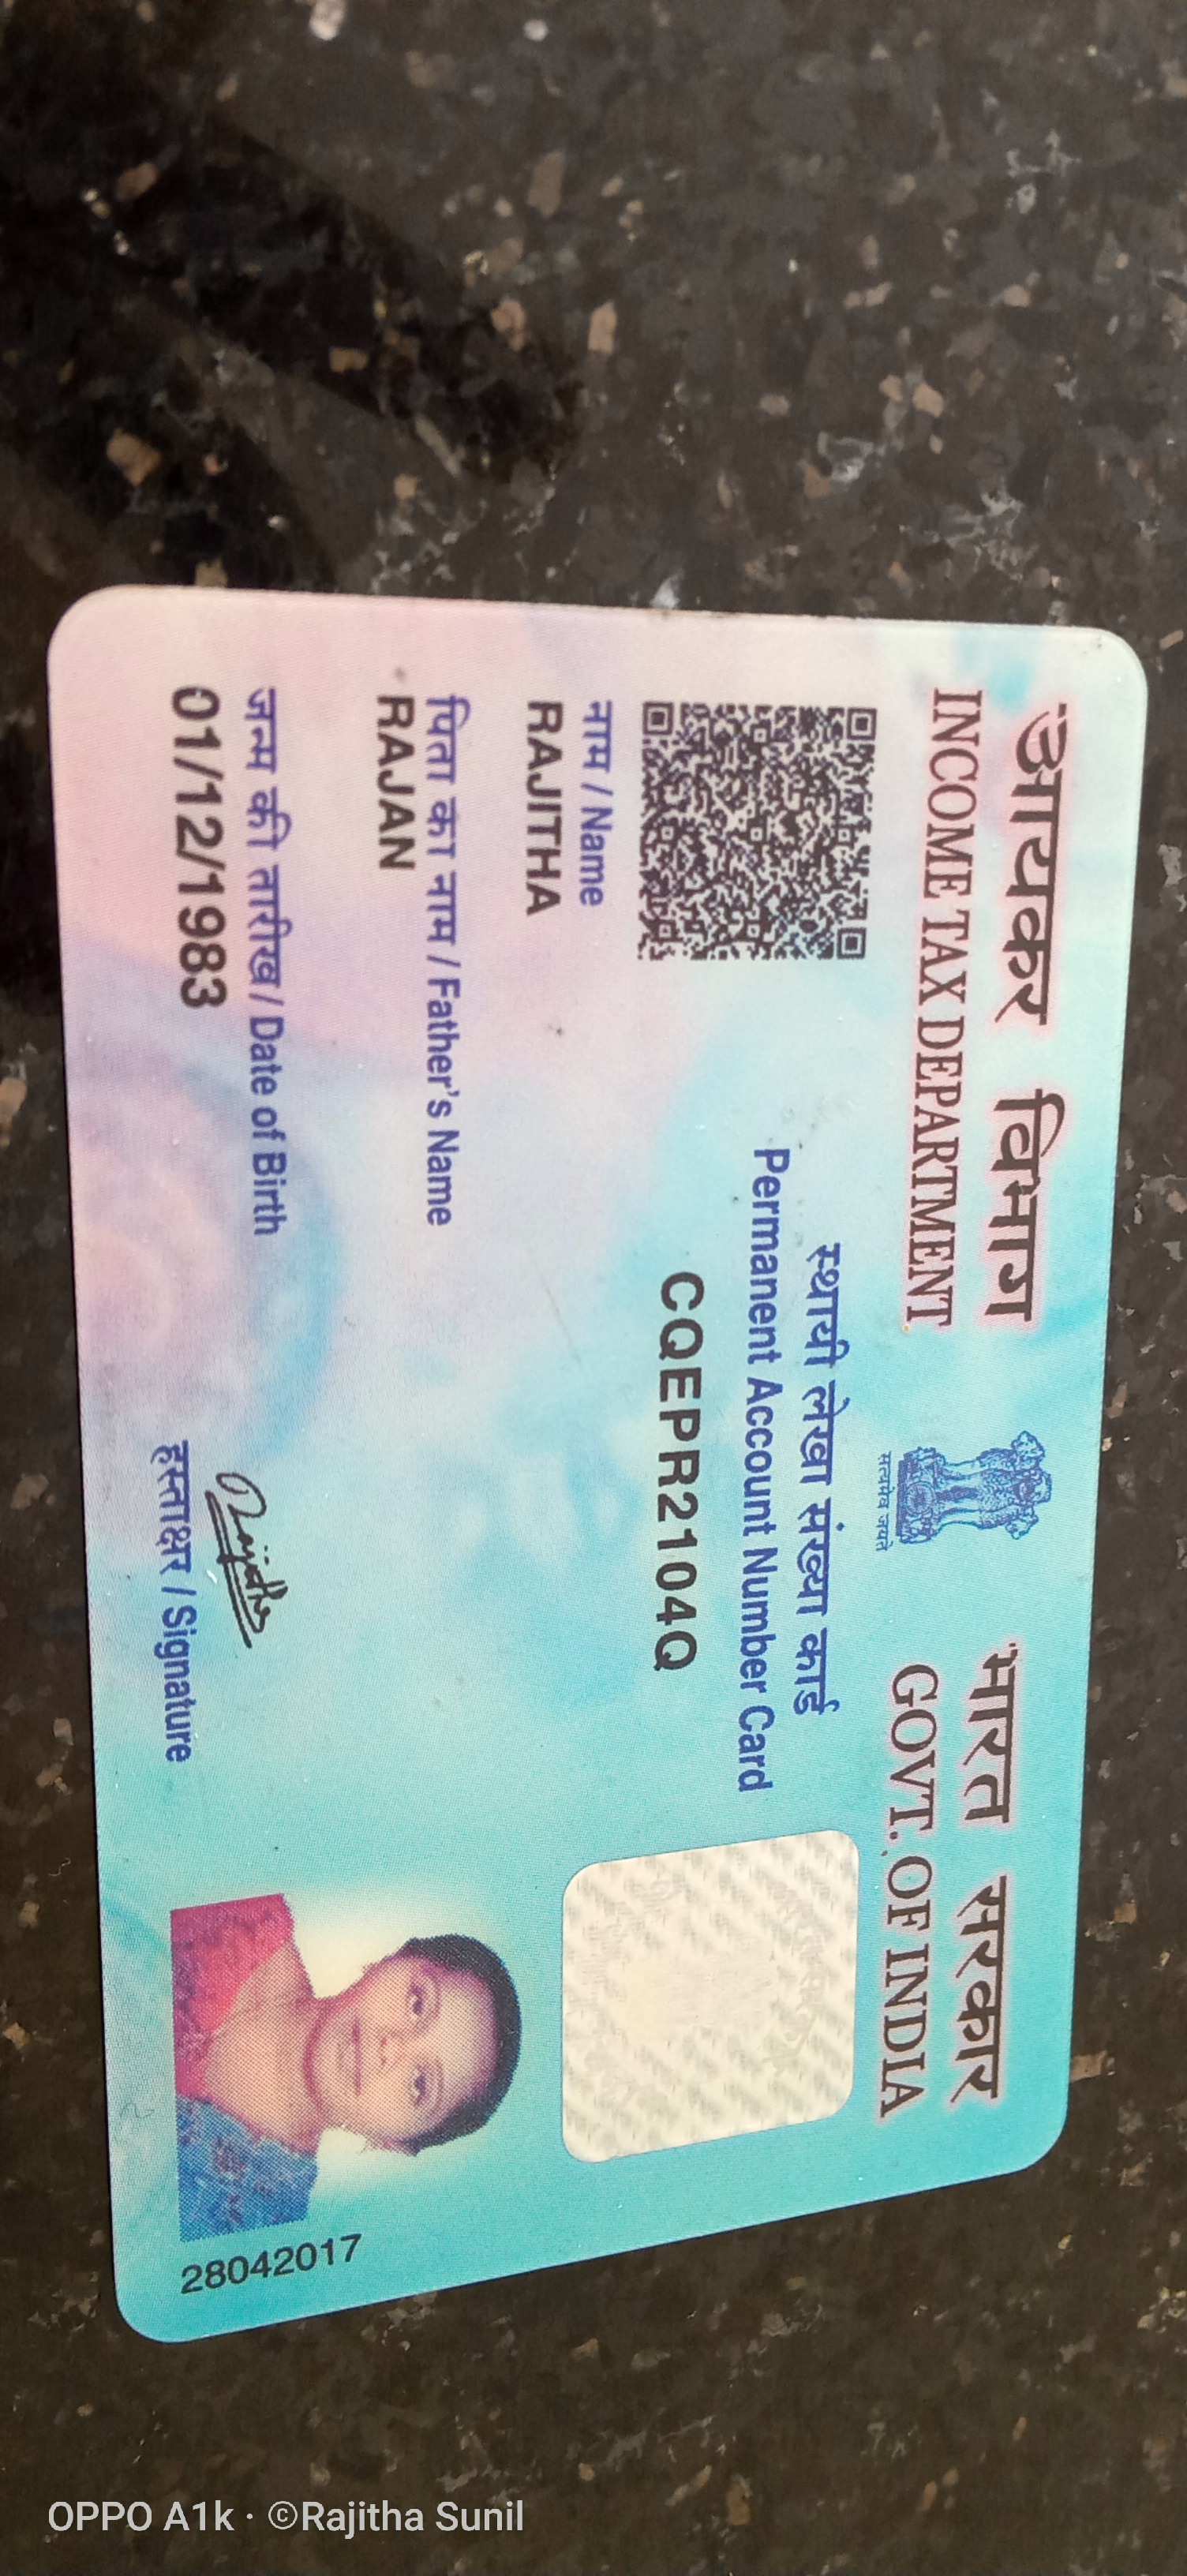 आयकर विभाग
INCOME TAX DEPARTMENT
सत्यमेव जयते
भारत सरकार
GOVT. OF INDIA
स्थायी लेखा संख्या कार्ड
Permanent Account Number Card
CQEPR2104Q
नाम / Name
RAJITHA
पिता का नाम / Father's Name
RAJAN
जन्म की तारीख / Date of Birth
01/12/1983
Rajitha
हस्ताक्षर / Signature
28042017
OPPO A1k · ©Rajitha Sunil